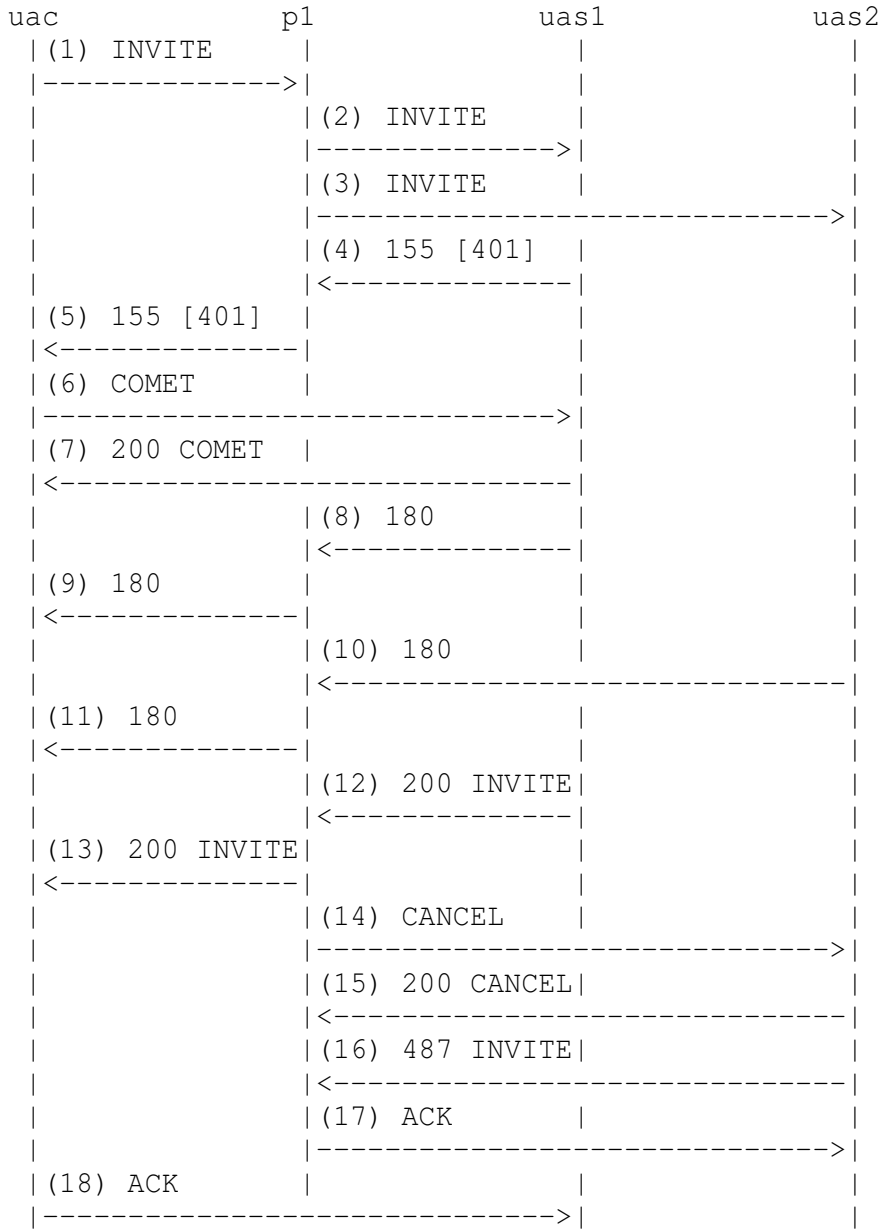 uac p1 uas1 uas2
(1) INVITE
(2) INVITE
(3) INVITE
(4) 155 [401]
(5) 155 [401]
(6) COMET
(7) 200 COMET
(8) 180
(9) 180
(10) 180
(11) 180
(12) 200 INVITE
(13) 200 INVITE
(14) CANCEL
(15) 200 CANCEL
(16) 487 INVITE
(17) ACK
(18) ACK